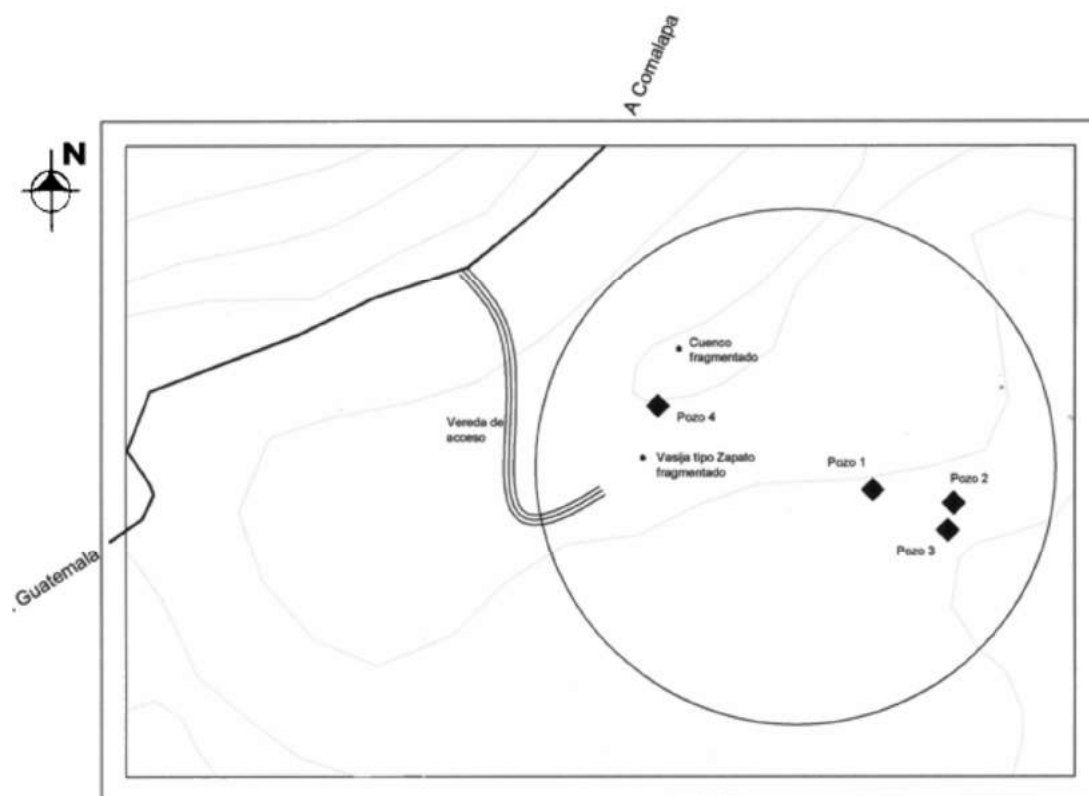 A Comalapa
N
Cuenco
fragmentado
Pozo 4
Vereda de
acceso
Vasija tipo Zapato
fragmentado
Pozo 1
Pozo 2
Pozo 3
Guatemala